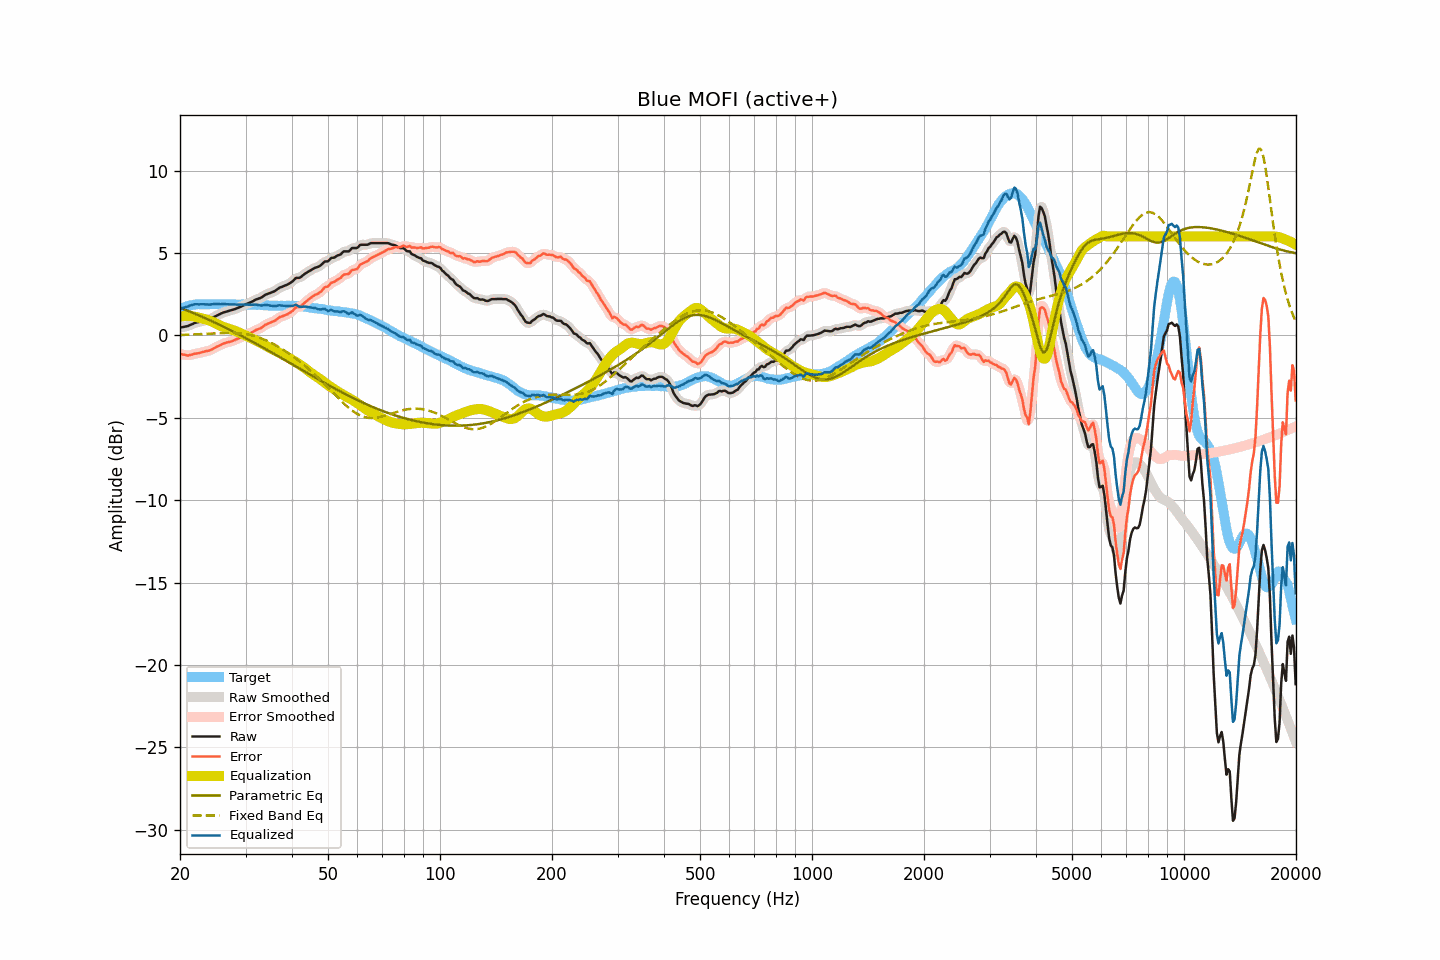 Blue MOFI (active+)
Amplitude (dBr)
10
5
0
−5
−10
−15
−20
−25
−30
Target
Raw Smoothed
Error Smoothed
Raw
Error
Equalization
Parametric Eq
Fixed Band Eq
Equalized
20 50 100 200 500 1000 2000 5000 10000 20000
Frequency (Hz)